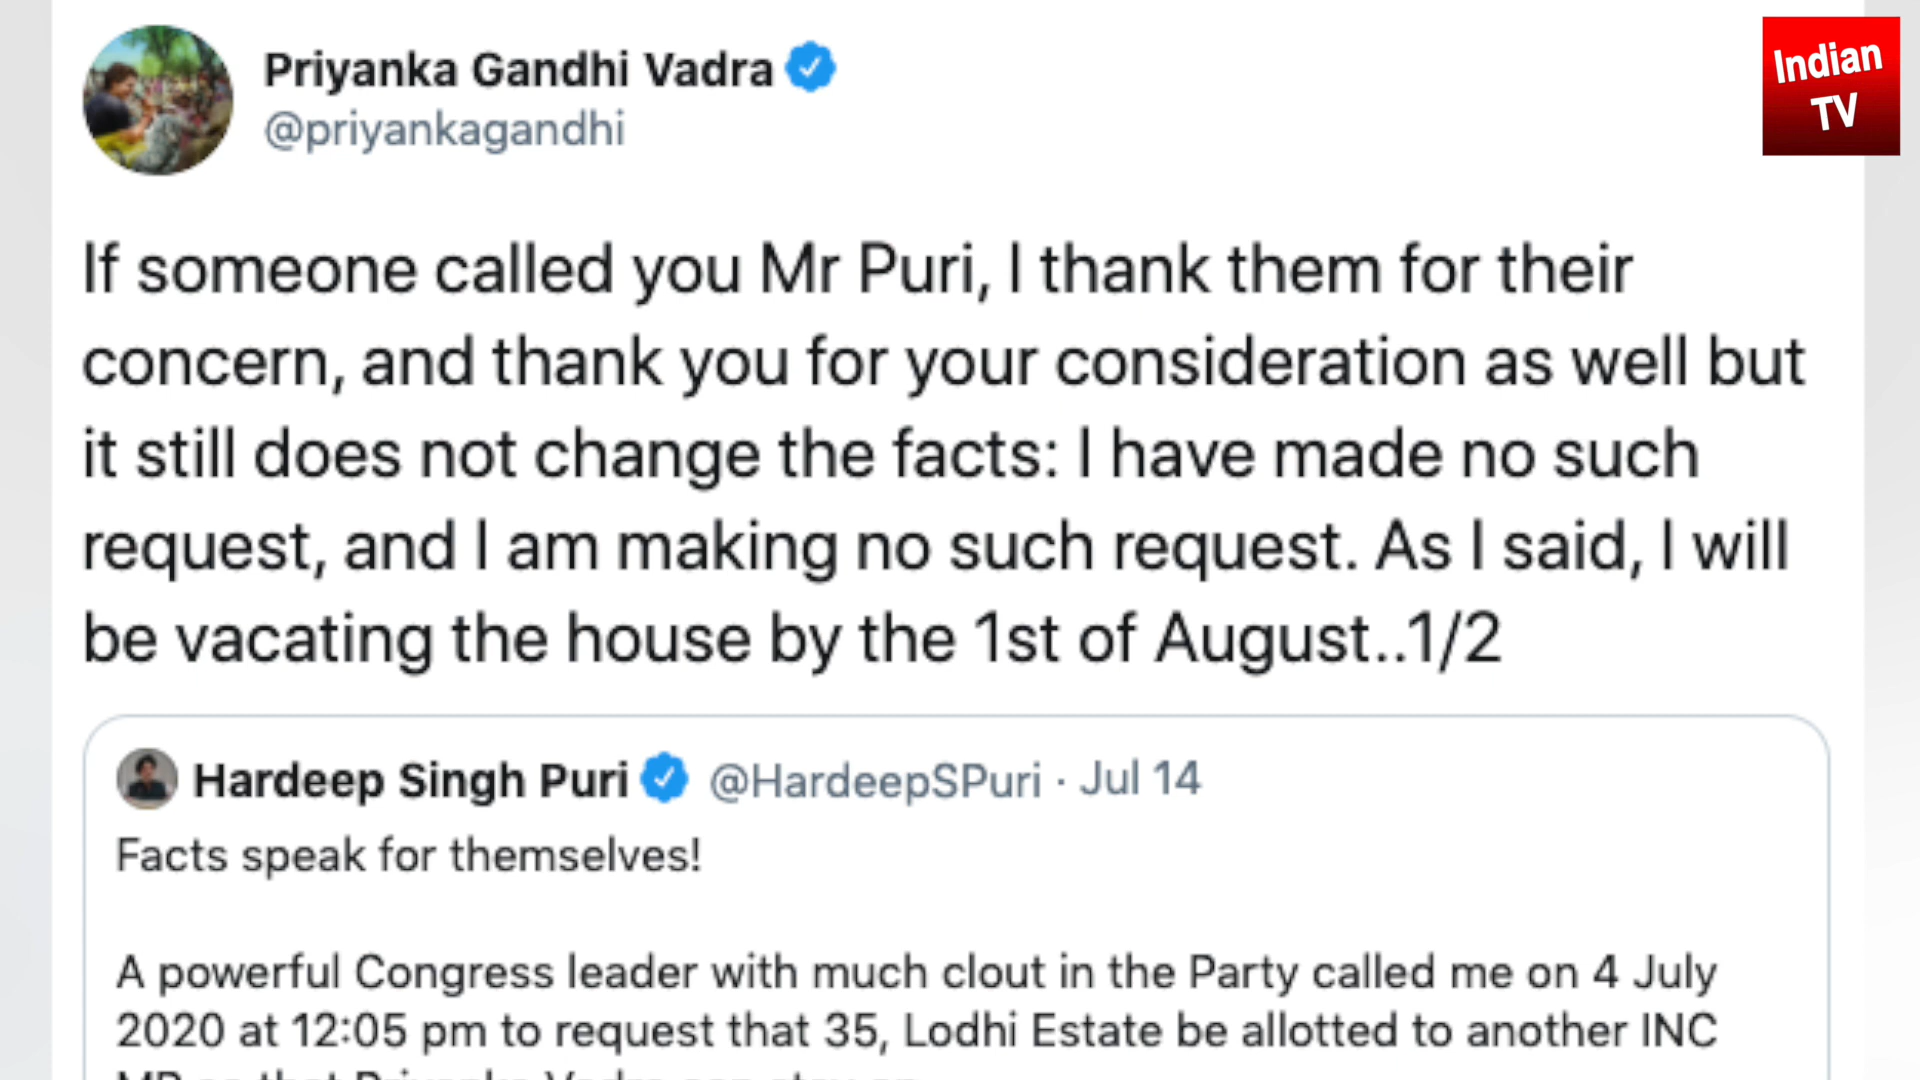 Priyanka Gandhi Vadra
@priyankagandhi
Indian
TV
If someone called you Mr Puri, I thank them for their
concern, and thank you for your consideration as well but
it still does not change the facts: I have made no such
request, and I am making no such request. As I said, I will
be vacating the house by the 1st of August..1/2
Hardeep Singh Puri @HardeepSPuri · Jul 14
Facts speak for themselves!
A powerful Congress leader with much clout in the Party called me on 4 July
2020 at 12:05 pm to request that 35, Lodhi Estate be allotted to another INC